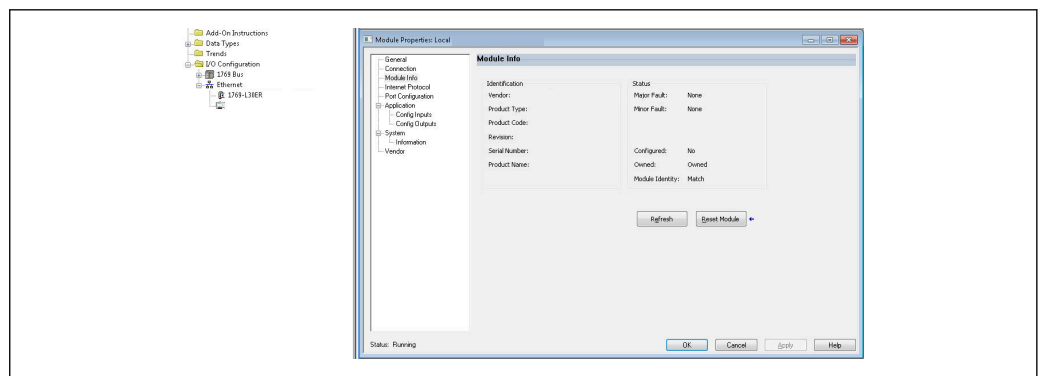 Add-On Instructions
Data Types
Trends
I/O Configuration
1769 Bus
Ethernet
1769-L30ER
Module Properties: Local
General
Connection
Module Info
Internet Protocol
Port Configuration
Application
Config Inputs
Config Outputs
System
Information
Vendor
Module Info
Identification
Vendor:
Product Type:
Product Code:
Revision:
Serial Number:
Product Name:
Status
Major Fault: None
Minor Fault: None
Configured: No
Owned: Owned
Module Identity: Match
Refresh
Reset Module
Status: Running
OK
Cancel
Apply
Help